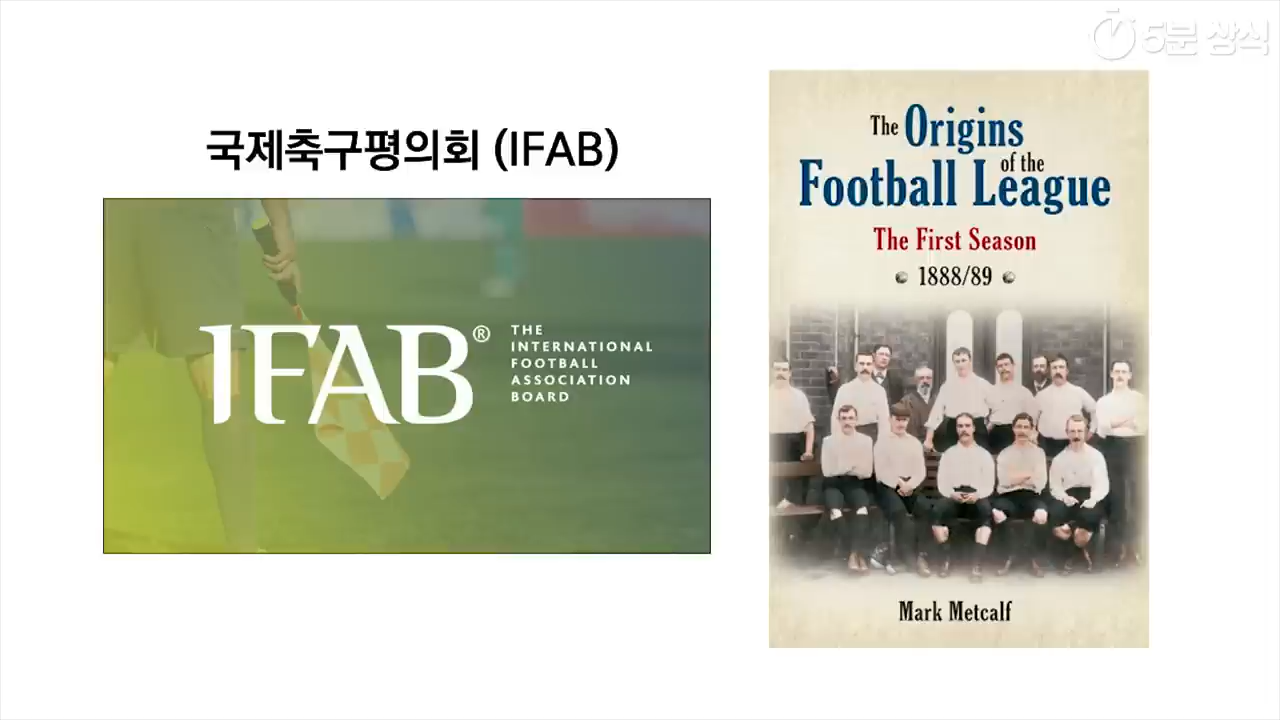 5분 상식
국제축구평의회 (IFAB)
IFAB®
THE
INTERNATIONAL
FOOTBALL
ASSOCIATION
BOARD
The Origins
of the
Football League
The First Season
1888/89
Mark Metcalf